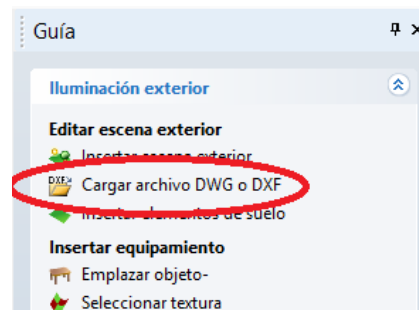 Guía
Iluminación exterior
Editar escena exterior
Insertar escena exterior
Cargar archivo DWG o DXF
Insertar elementos de suelo
Insertar equipamiento
Emplazar objeto-
Seleccionar textura